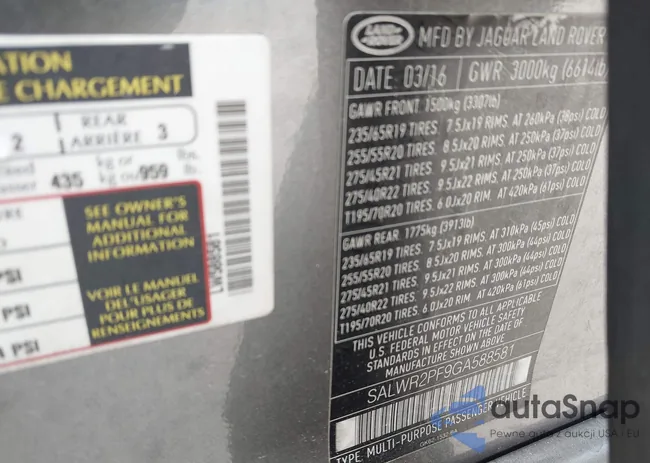 ATION
E CHARGEMENT
2 REAR ARRIÈRE 3
435 kg or kg ou 959 lbs. lb.
SEE OWNER'S
MANUAL FOR
ADDITIONAL
INFORMATION
PSI
VOIR LE MANUEL
DEL'USAGER
POUR PLUS DE
RENSEIGNEMENTS
PSI
PSI
LAND
ROVER
MFD BY JAGUAR LAND ROVER
DATE 03/16 GWR 3000kg (6614lb)
GAWR FRONT 1500kg (3307lb)
235/65R19 TIRES. 7.5Jx19 RIMS. AT 260kPa (38psi) COLD
255/55R20 TIRES. 8.5Jx20 RIMS. AT 250kPa (37psi) COLD
275/45R21 TIRES. 9.5Jx21 RIMS. AT 250kPa (37psi) COLD
275/40R22 TIRES. 9.5Jx22 RIMS. AT 250kPa (37psi) COLD
T195/70R20 TIRES. 6.0Jx20 RIM. AT 420kPa (61psi) COLD
GAWR REAR 1775kg (3913lb)
235/65R19 TIRES. 7.5Jx19 RIMS. AT 310kPa (45psi) COLD
255/55R20 TIRES. 8.5Jx20 RIMS. AT 300kPa (44psi) COLD
275/45R21 TIRES. 9.5Jx21 RIMS. AT 300kPa (44psi) COLD
275/40R22 TIRES. 9.5Jx22 RIMS. AT 300kPa (44psi) COLD
T195/70R20 TIRES. 6.0Jx20 RIM. AT 420kPa (61psi) COLD
THIS VEHICLE CONFORMS TO ALL APPLICABLE
U.S. FEDERAL MOTOR VEHICLE SAFETY
STANDARDS IN EFFECT ON THE DATE OF
MANUFACTURE SHOWN ABOVE
SALWR2PF9GA588581
TYPE. MULTI-PURPOSE PASSENGER VEHICLE
autoSnap
Pewne auta z aukcji USA - EU